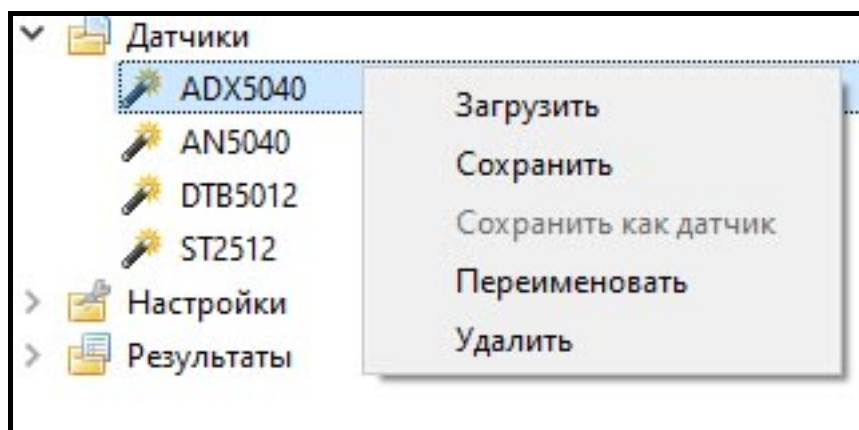 Датчики
ADX5040
AN5040
DTB5012
ST2512
Настройки
Результаты
Загрузить
Сохранить
Сохранить как датчик
Переименовать
Удалить